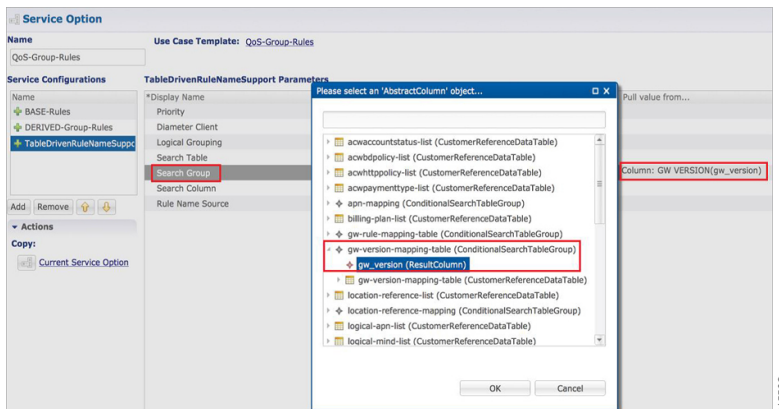 Service Option
Name
Use Case Template: QoS-Group-Rules
QoS-Group-Rules
Service Configurations
TableDrivenRuleNameSupport Parameters
Name
BASE-Rules
DERIVED-Group-Rules
TableDrivenRuleNameSuppo
Add Remove
Actions
Copy:
Current Service Option
*Display Name
Pull value from...
Priority
Diameter Client
Logical Grouping
Search Table
Search Group
Column: GW VERSION(gw_version)
Search Column
Rule Name Source
Please select an 'AbstractColumn' object...
acwaccountstatus-list (CustomerReferenceDataTable)
acwbdpolicy-list (CustomerReferenceDataTable)
acwhttppolicy-list (CustomerReferenceDataTable)
acwpaymenttype-list (CustomerReferenceDataTable)
apn-mapping (ConditionalSearchTableGroup)
billing-plan-list (CustomerReferenceDataTable)
gw-rule-mapping-table (ConditionalSearchTableGroup)
gw-version-mapping-table (ConditionalSearchTableGroup)
gw_version (ResultColumn)
gw-version-mapping-table (CustomerReferenceDataTable)
location-reference-list (CustomerReferenceDataTable)
location-reference-mapping (ConditionalSearchTableGroup)
logical-apn-list (CustomerReferenceDataTable)
logical-mind-list (CustomerReferenceDataTable)
OK Cancel